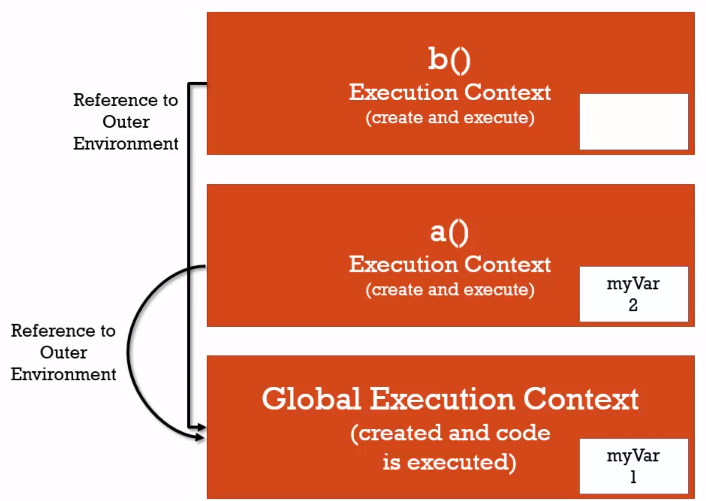 b()
Execution Context
(create and execute)
Reference to
Outer
Environment
a()
Execution Context
(create and execute)
myVar
2
Reference to
Outer
Environment
Global Execution Context
(created and code
is executed)
myVar
1